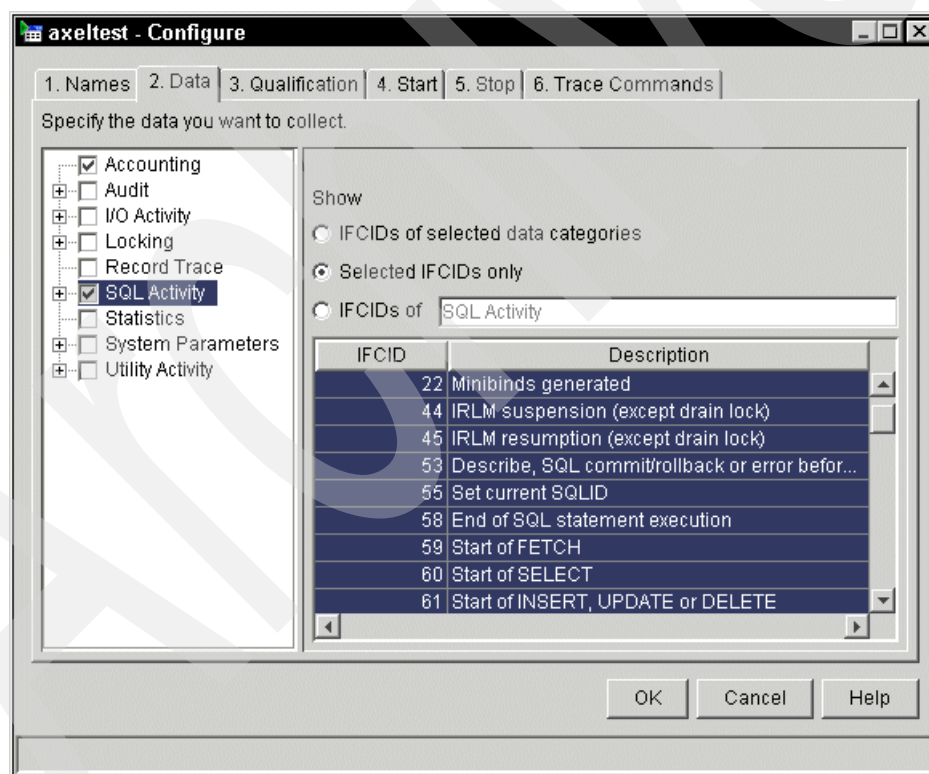 axeltest - Configure
1. Names 2. Data 3. Qualification 4. Start 5. Stop 6. Trace Commands
Specify the data you want to collect.
Accounting
Audit
I/O Activity
Locking
Record Trace
SQL Activity
Statistics
System Parameters
Utility Activity
Show
IFCIDs of selected data categories
Selected IFCIDs only
IFCIDs of SQL Activity
IFCID Description
22 Minibinds generated
44 IRLM suspension (except drain lock)
45 IRLM resumption (except drain lock)
53 Describe, SQL commit/rollback or error befor...
55 Set current SQLID
58 End of SQL statement execution
59 Start of FETCH
60 Start of SELECT
61 Start of INSERT, UPDATE or DELETE
OK Cancel Help